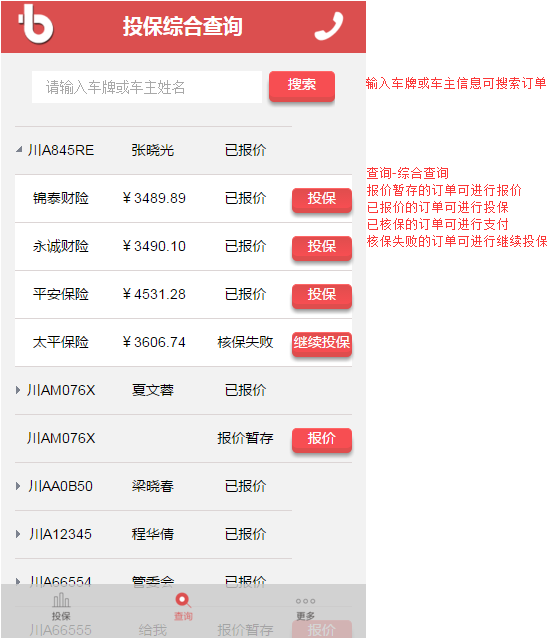 投保综合查询
请输入车牌或车主姓名 搜索 输入车牌或车主信息可搜索订单
川A845RE 张晓光 已报价
查询-综合查询
报价暂存的订单可进行报价
已报价的订单可进行投保
已核保的订单可进行支付
核保失败的订单可进行继续投保
锦泰财险 ￥3489.89 已报价 投保
永诚财险 ￥3490.10 已报价 投保
平安保险 ￥4531.28 已报价 投保
太平保险 ￥3606.74 核保失败 继续投保
川AM076X 夏文蓉 已报价
川AM076X 报价暂存 报价
川AA0B50 梁晓春 已报价
川A12345 程华倩 已报价
川A66554 管委会 已报价
投保 查询 更多
川A66555 给我 报价暂存 报价